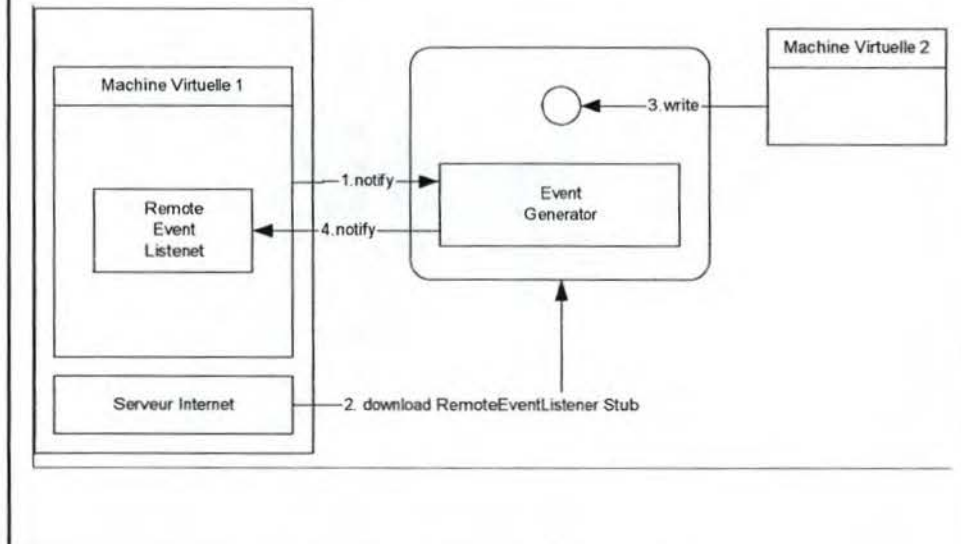 Machine Virtuelle 2
Machine Virtuelle 1
3.write
1.notify
Event
Generator
Remote
Event
Listenet
4.notify
Serveur Internet
2. download RemoteEventListener Stub